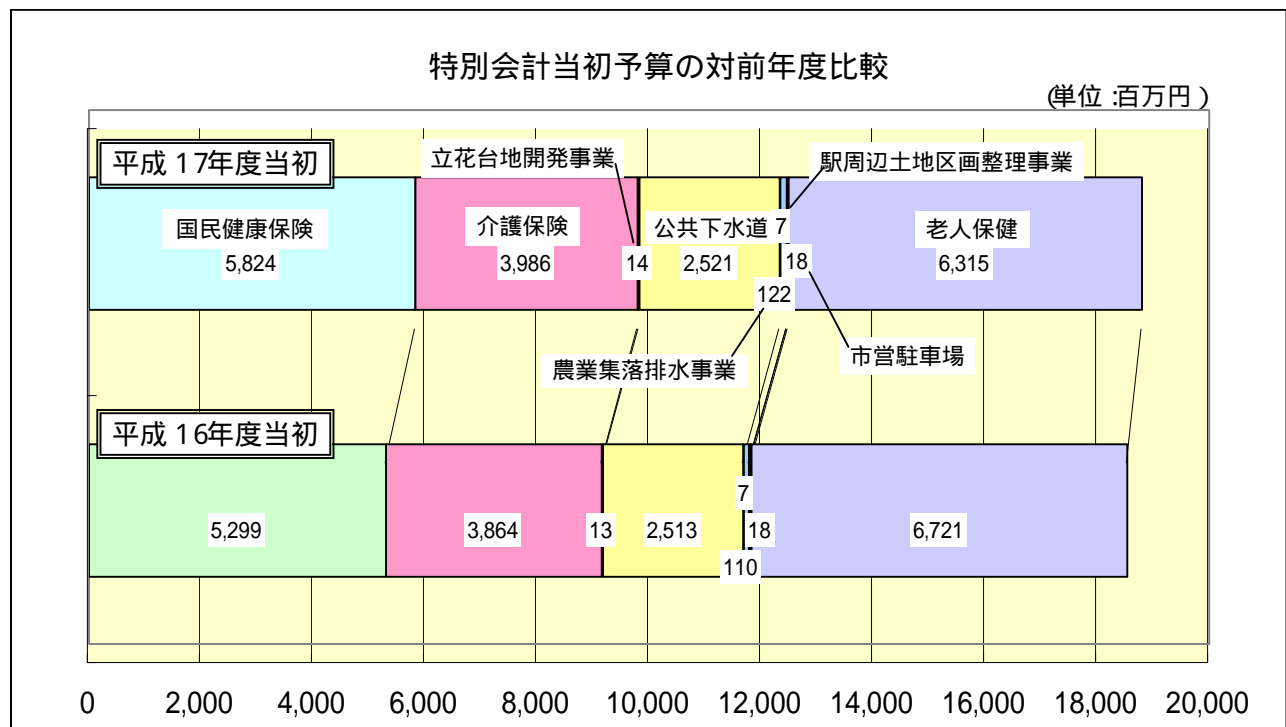 特別会計当初予算の対前年度比較
(単位:百万円)
平成 17年度当初
立花台地開発事業
駅周辺土地区画整理事業
国民健康保険
介護保険
公共下水道 7
老人保健
5,824
3,986
14
2,521
18
6,315
122
農業集落排水事業
市営駐車場
平成 16年度当初
7
5,299
3,864
13
2,513
18
6,721
110
0 2,000 4,000 6,000 8,000 10,000 12,000 14,000 16,000 18,000 20,000